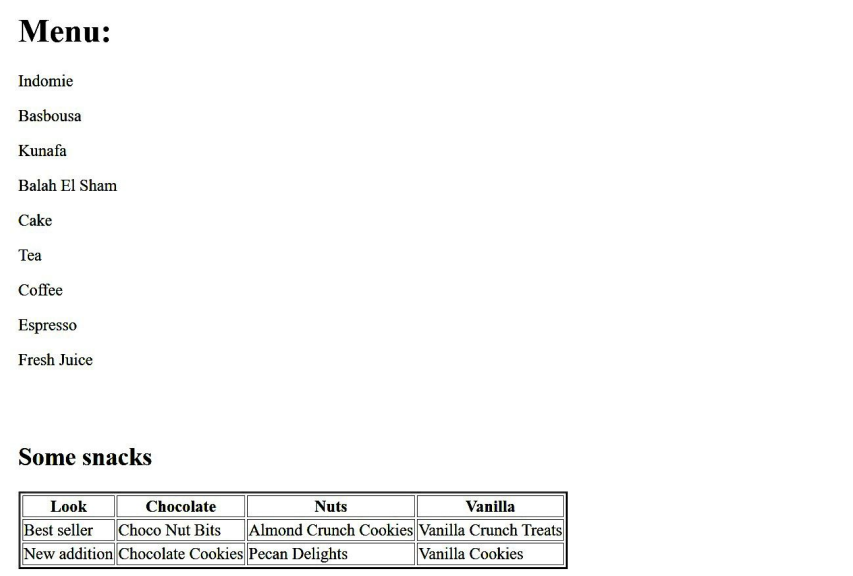 Menu:
Indomie
Basbousa
Kunafa
Balah El Sham
Cake
Tea
Coffee
Espresso
Fresh Juice
Some snacks
Look Chocolate Nuts Vanilla
Best seller Choco Nut Bits Almond Crunch Cookies Vanilla Crunch Treats
New addition Chocolate Cookies Pecan Delights Vanilla Cookies